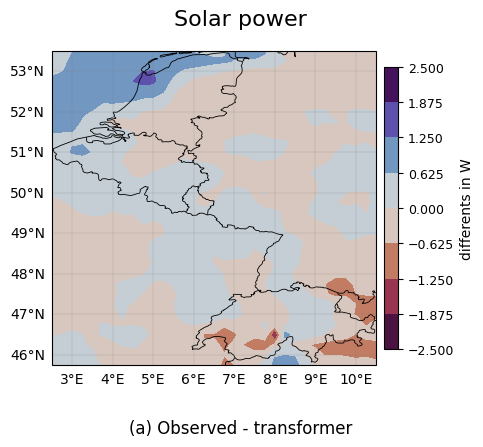 Solar power
53°N
52°N
51°N
50°N
49°N
48°N
47°N
46°N
3°E 4°E 5°E 6°E 7°E 8°E 9°E 10°E
2.500
1.875
1.250
0.625
0.000
−0.625
−1.250
−1.875
−2.500
differents in W
(a) Observed - transformer